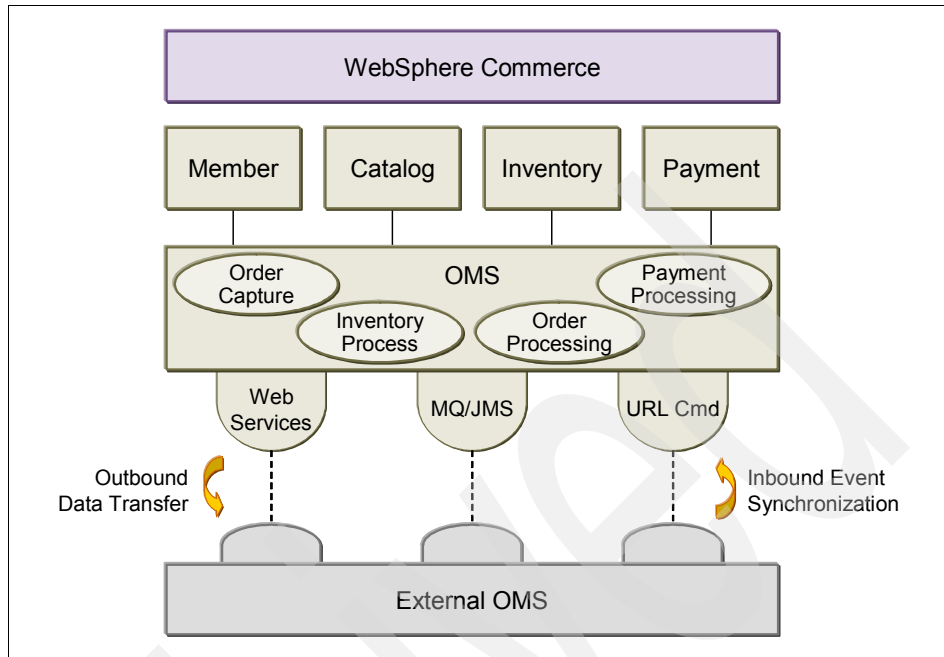 WebSphere Commerce
Member
Catalog
Inventory
Payment
OMS
Order
Capture
Payment
Processing
Inventory
Process
Order
Processing
Web
Services
MQ/JMS
URL Cmd
Outbound
Data Transfer
Inbound Event
Synchronization
External OMS